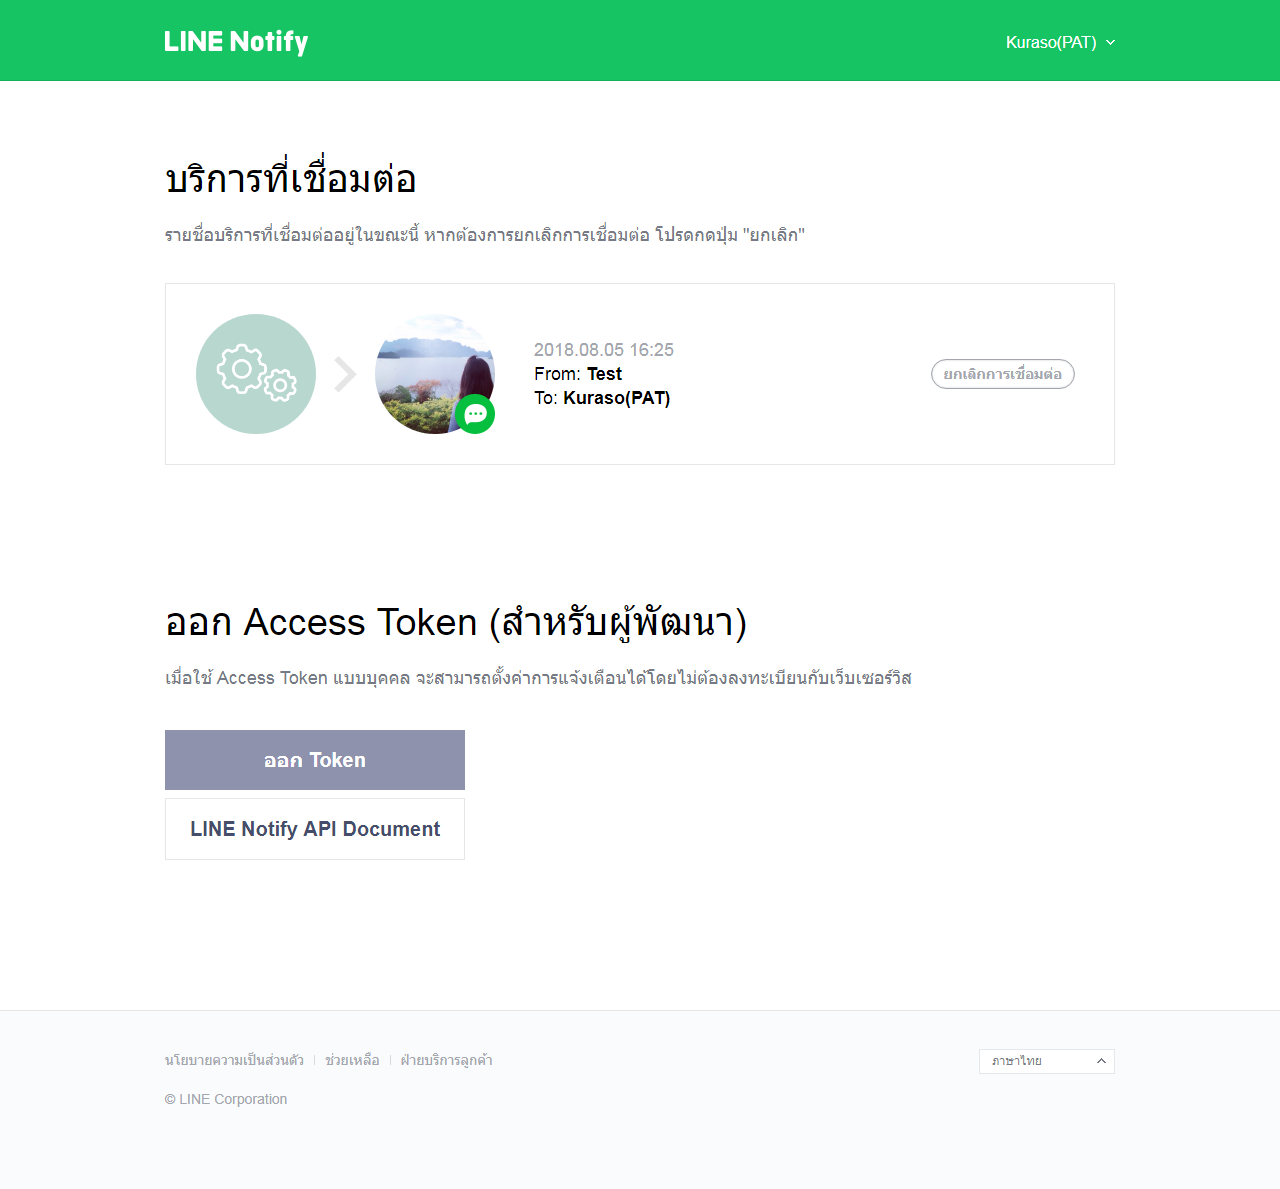 LINE Notify
Kuraso(PAT)
บริการที่เชื่อมต่อ
รายชื่อบริการที่เชื่อมต่ออยู่ในขณะนี้ หากต้องการยกเลิกการเชื่อมต่อ โปรดกดปุ่ม "ยกเลิก"
2018.08.05 16:25
From: Test
To: Kuraso(PAT)
ยกเลิกการเชื่อมต่อ
ออก Access Token (สำหรับผู้พัฒนา)
เมื่อใช้ Access Token แบบบุคคล จะสามารถตั้งค่าการแจ้งเตือนได้โดยไม่ต้องลงทะเบียนกับเว็บเซอร์วิส
ออก Token
LINE Notify API Document
นโยบายความเป็นส่วนตัว
ช่วยเหลือ
ฝ่ายบริการลูกค้า
ภาษาไทย
© LINE Corporation